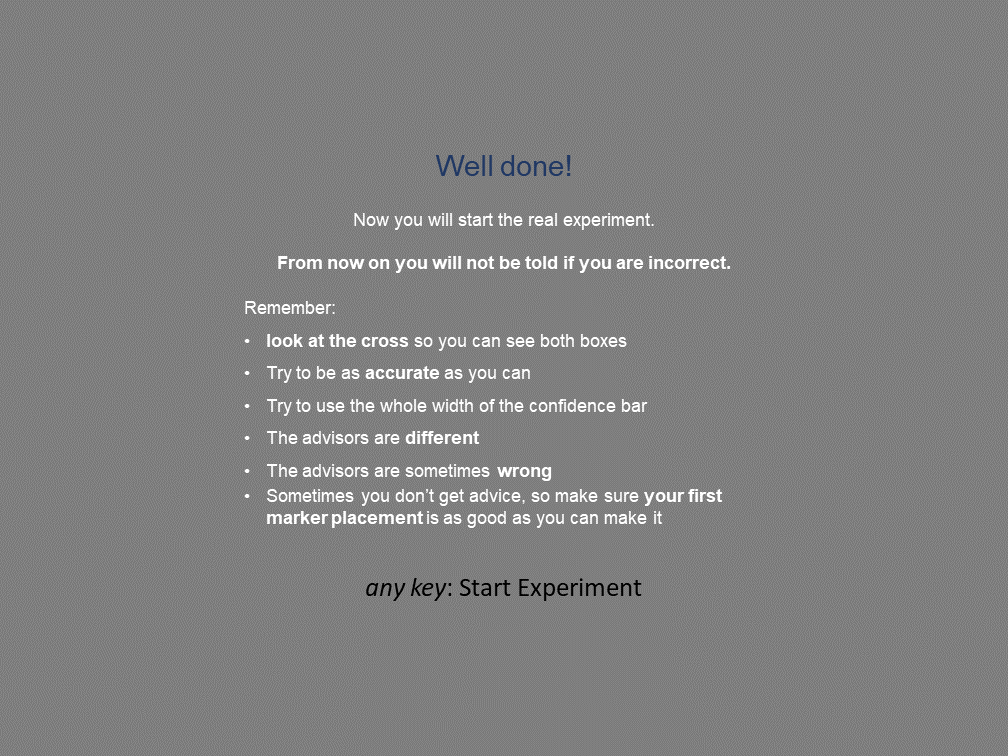 Well done!
Now you will start the real experiment.
From now on you will not be told if you are incorrect.
Remember:
• look at the cross so you can see both boxes
• Try to be as accurate as you can
• Try to use the whole width of the confidence bar
• The advisors are different
• The advisors are sometimes wrong
• Sometimes you don’t get advice, so make sure your first
marker placement is as good as you can make it
any key: Start Experiment